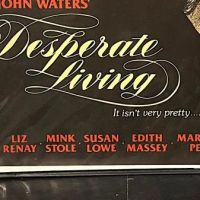 JOHN WATERS'
Desperate
Living
It isn't very pretty....
LIZ RENAY MINK STOLE SUSAN LOWE EDITH MASSEY